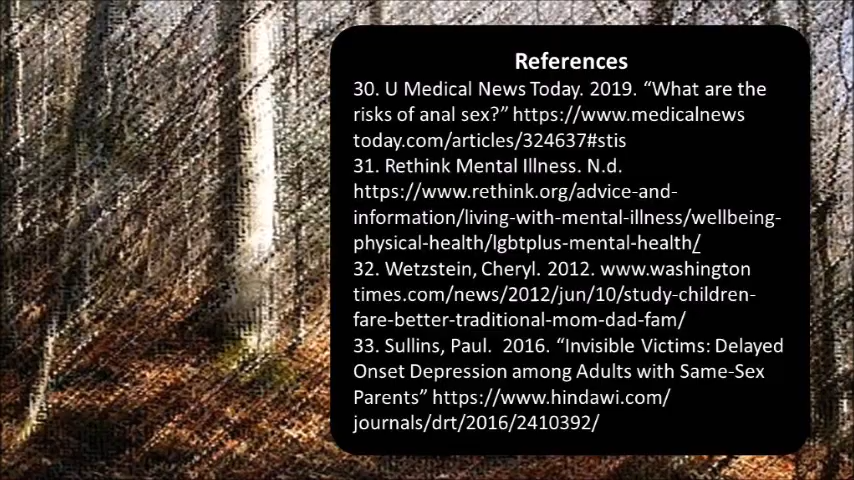 References
30. U Medical News Today. 2019. “What are the
risks of anal sex?” https://www.medicalnews
today.com/articles/324637#stis
31. Rethink Mental Illness. N.d.
https://www.rethink.org/advice-and-
information/living-with-mental-illness/wellbeing-
physical-health/lgbtplus-mental-health/
32. Wetzstein, Cheryl. 2012. www.washington
times.com/news/2012/jun/10/study-children-
fare-better-traditional-mom-dad-fam/
33. Sullins, Paul.  2016. “Invisible Victims: Delayed
Onset Depression among Adults with Same-Sex
Parents” https://www.hindawi.com/
journals/drt/2016/2410392/